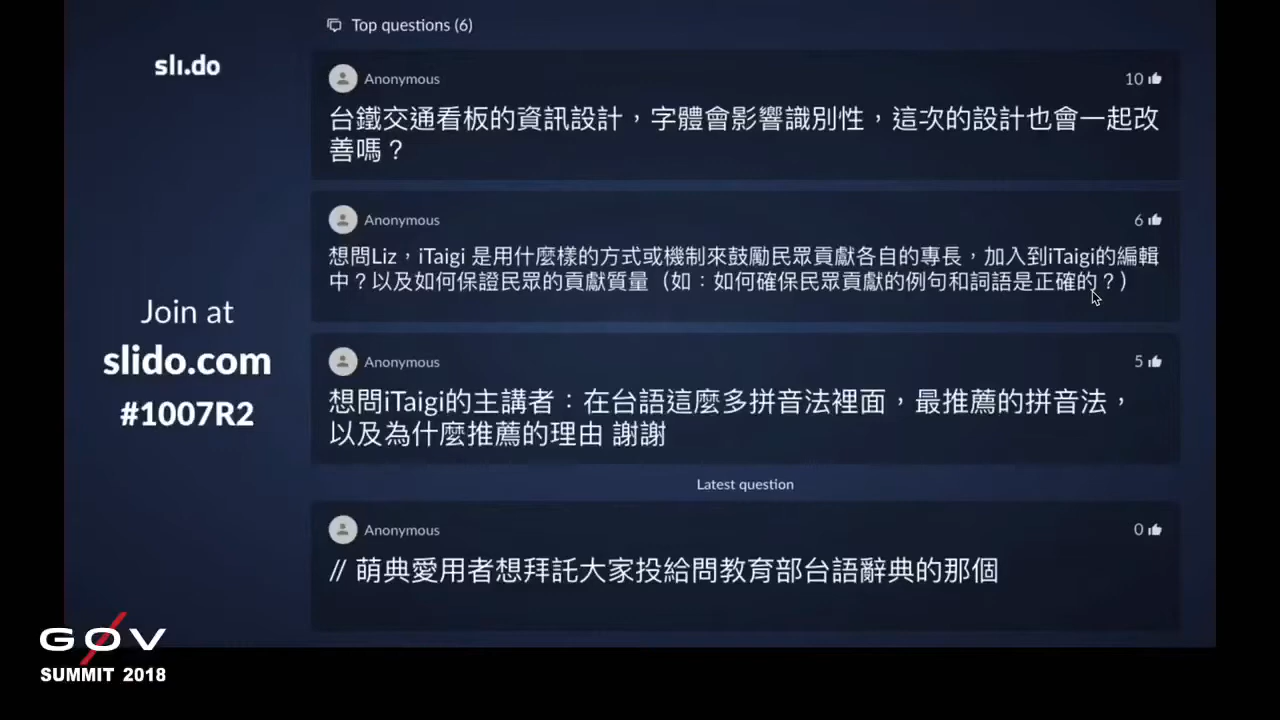 Top questions (6)
sli.do
Anonymous
10
台鐵交通看板的資訊設計，字體會影響識別性，這次的設計也會一起改
善嗎？
Anonymous
6
想問Liz，iTaigi 是用什麼樣的方式或機制來鼓勵民眾貢獻各自的專長，加入到iTaigi的編輯
中？以及如何保證民眾的貢獻質量（如：如何確保民眾貢獻的例句和詞語是正確的？）
Join at
slido.com
#1007R2
Anonymous
5
想問iTaigi的主講者：在台語這麼多拼音法裡面，最推薦的拼音法，
以及為什麼推薦的理由 謝謝
Latest question
Anonymous
0
// 萌典愛用者想拜託大家投給問教育部台語辭典的那個
G0V
SUMMIT 2018